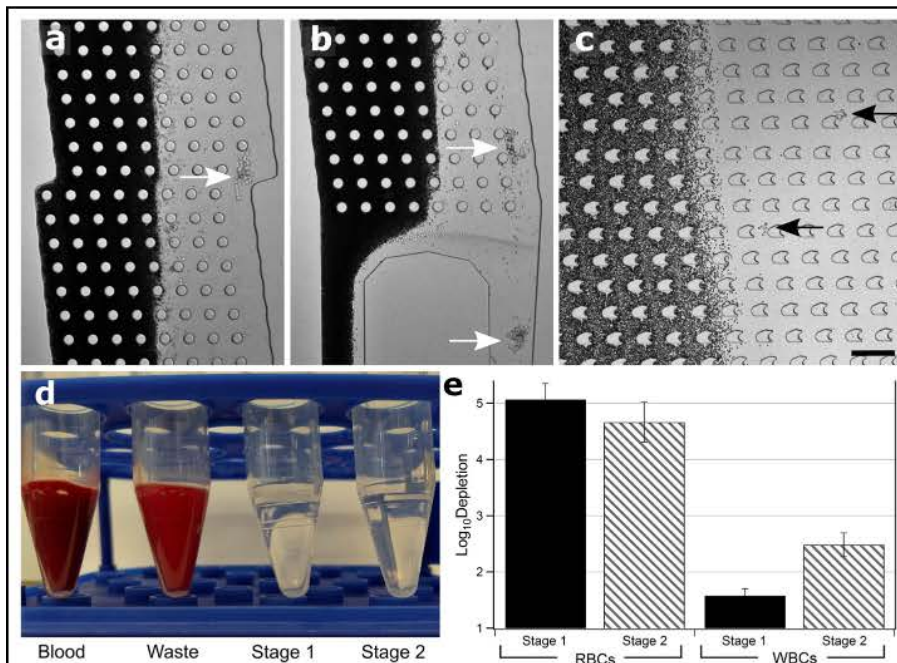 a
b
c
d
Blood Waste Stage 1 Stage 2
e
Log10Depletion
5
4
3
2
1
Stage 1 Stage 2 Stage 1 Stage 2
RBCs WBCs